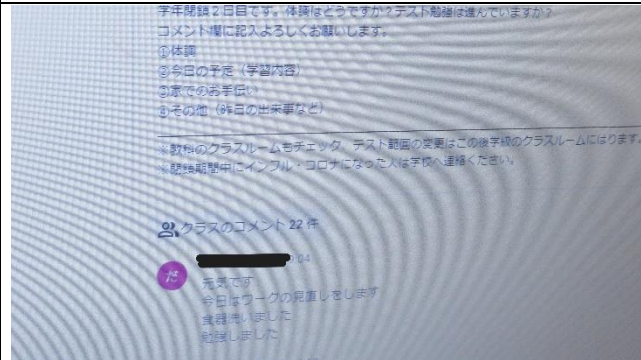 学年閉鎖2日目です。体調はどうですか？テスト勉強は進んでいますか？
コメント欄に記入よろしくお願いします。
①体調
②今日の予定（学習内容）
③家でのお手伝い
④その他（昨日の出来事など）
※教科のクラスルームもチェック　テスト範囲の変更はこの後学級のクラスルームにはります。
※閉鎖期間中にインフル・コロナになった人は学校へ連絡ください。
クラスのコメント 22 件
:04
だ
元気です
今日はワークの見直しをします
食器洗いました
勉強しました